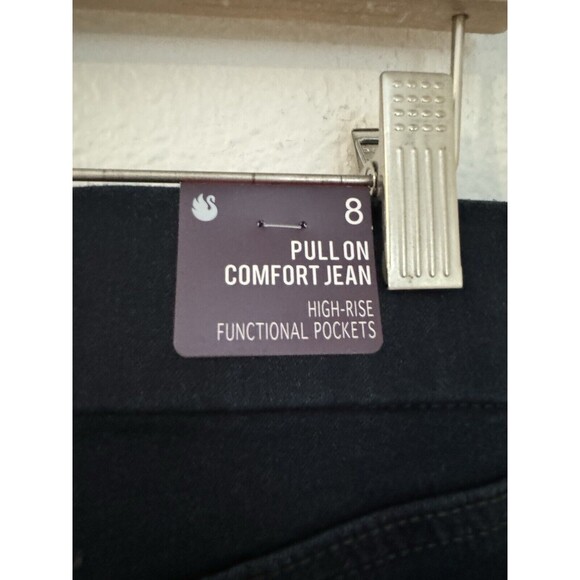 8
PULL ON
COMFORT JEAN
HIGH-RISE
FUNCTIONAL POCKETS